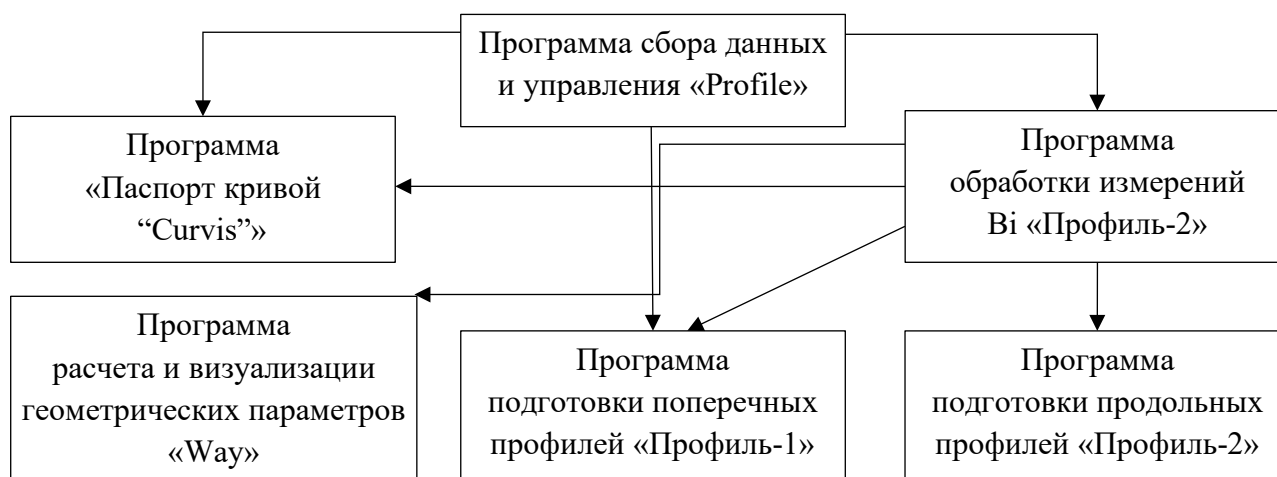 Программа сбора данных
и управления «Profile»
Программа
«Паспорт кривой
“Curvis”»
Программа
обработки измерений
Bi «Профиль-2»
Программа
расчета и визуализации
геометрических параметров
«Way»
Программа
подготовки поперечных
профилей «Профиль-1»
Программа
подготовки продольных
профилей «Профиль-2»